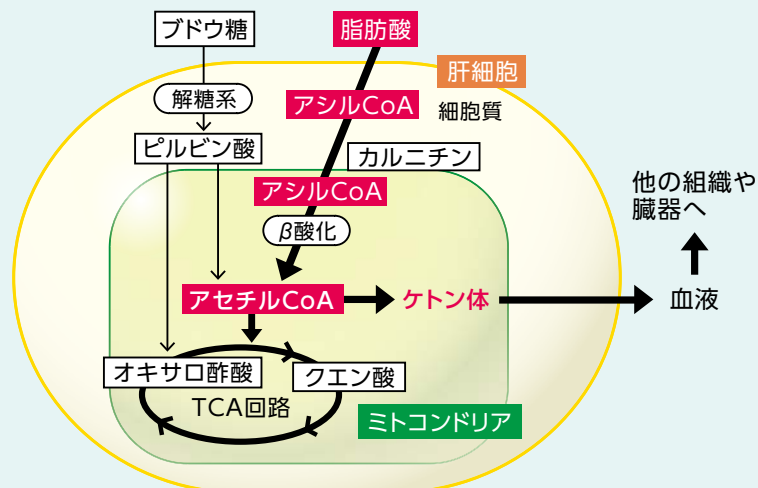 ブドウ糖
脂肪酸
肝細胞
解糖系
アシルCoA
細胞質
ピルビン酸
カルニチン
アシルCoA
他の組織や
臓器へ
β酸化
アセチルCoA
ケトン体
血液
オキサロ酢酸
クエン酸
TCA回路
ミトコンドリア